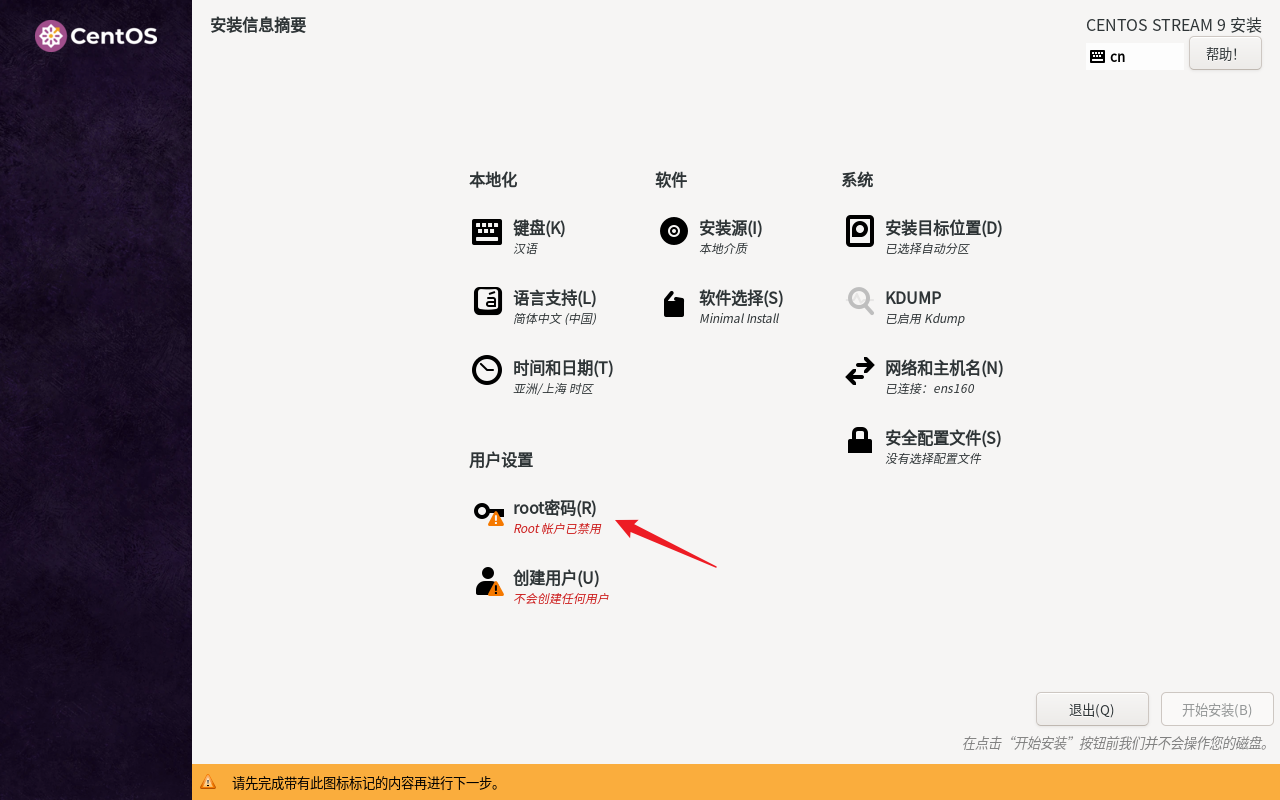 CentOS
安装信息摘要
CENTOS STREAM 9 安装
cn
帮助！
本地化
键盘(K)
汉语
语言支持(L)
简体中文 (中国)
时间和日期(T)
亚洲/上海 时区
软件
安装源(I)
本地介质
软件选择(S)
Minimal Install
系统
安装目标位置(D)
已选择自动分区
KDUMP
已启用 Kdump
网络和主机名(N)
已连接：ens160
安全配置文件(S)
没有选择配置文件
用户设置
root密码(R)
Root 帐户已禁用
创建用户(U)
不会创建任何用户
退出(Q)
开始安装(B)
在点击“开始安装”按钮前我们并不会操作您的磁盘。
请先完成带有此图标标记的内容再进行下一步。